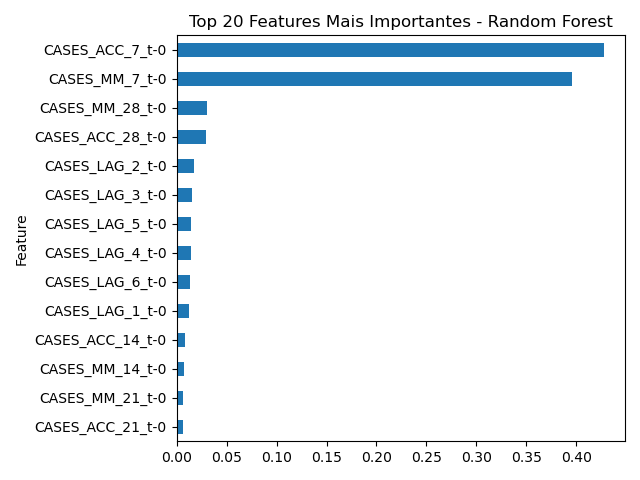 Top 20 Features Mais Importantes - Random Forest
Feature
CASES_ACC_7_t-0
CASES_MM_7_t-0
CASES_MM_28_t-0
CASES_ACC_28_t-0
CASES_LAG_2_t-0
CASES_LAG_3_t-0
CASES_LAG_5_t-0
CASES_LAG_4_t-0
CASES_LAG_6_t-0
CASES_LAG_1_t-0
CASES_ACC_14_t-0
CASES_MM_14_t-0
CASES_MM_21_t-0
CASES_ACC_21_t-0
0.00 0.05 0.10 0.15 0.20 0.25 0.30 0.35 0.40